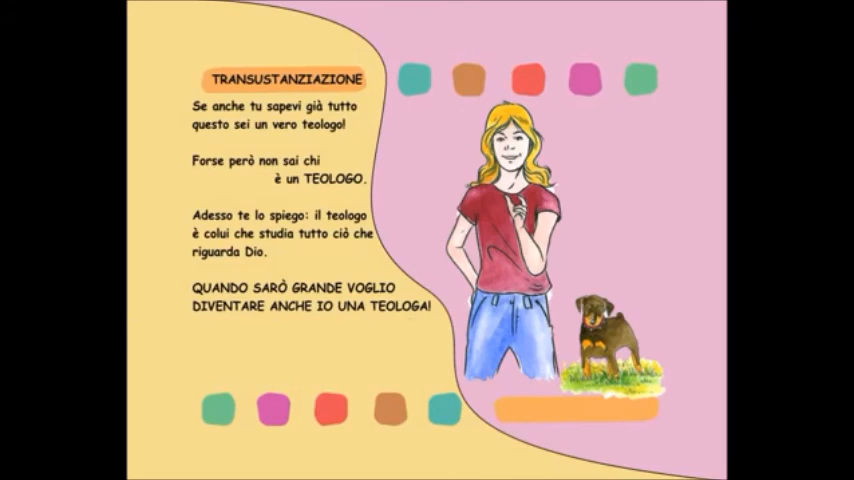 TRANSUSTANZIAZIONE
Se anche tu sapevi già tutto
questo sei un vero teologo!
Forse però non sai chi
è un TEOLOGO.
Adesso te lo spiego: il teologo
è colui che studia tutto ciò che
riguarda Dio.
QUANDO SARÒ GRANDE VOGLIO
DIVENTARE ANCHE IO UNA TEOLOGA!